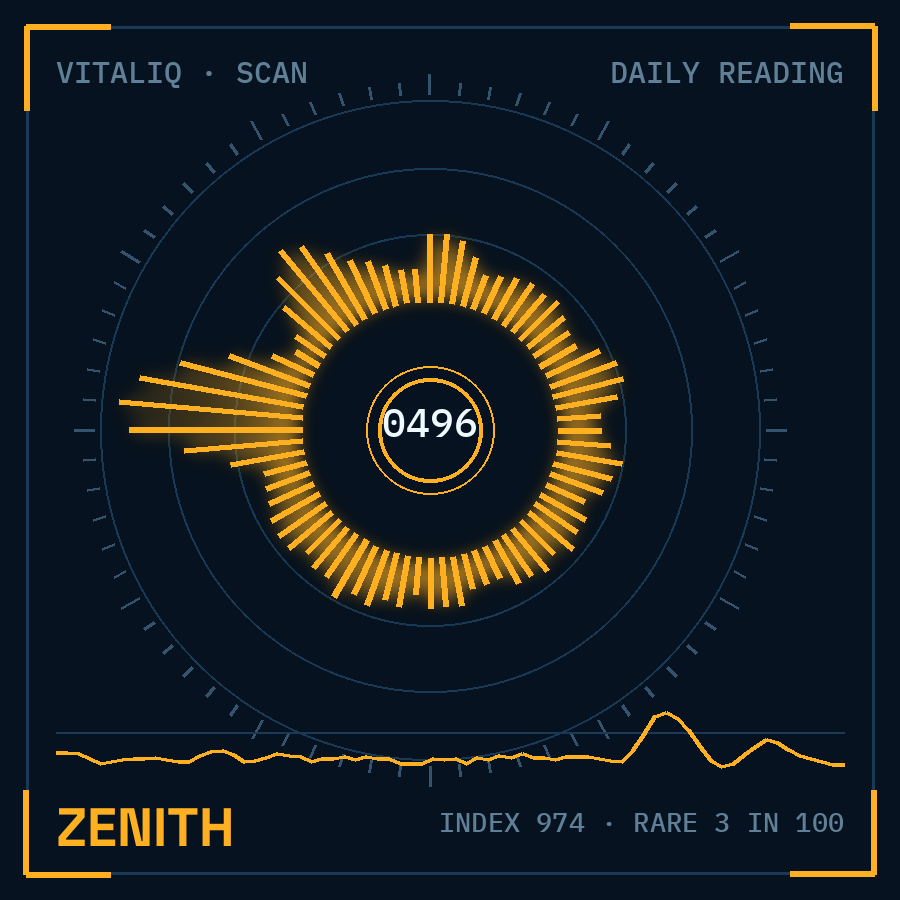 VITALIQ · SCAN
DAILY READING
0496
ZENITH
INDEX 974 · RARE 3 IN 100